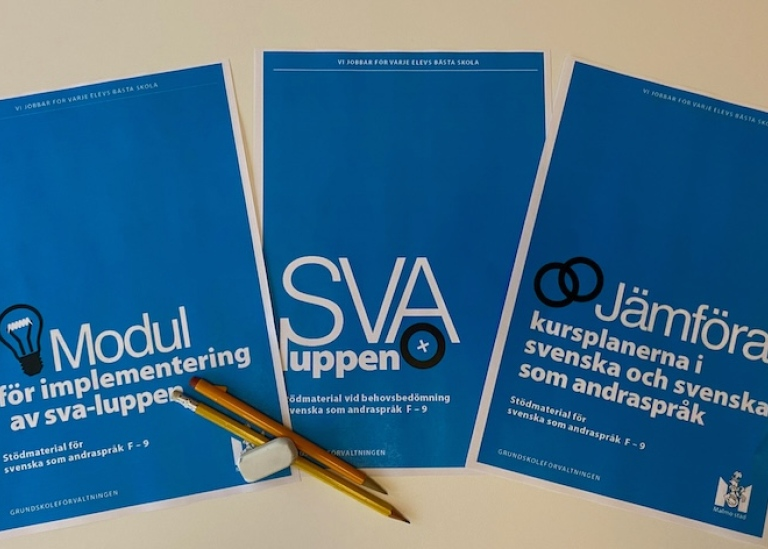 VI JOBBAR FÖR VARJE ELEVS BÄSTA SKOLA
Modul
för implementering
av sva-luppen
Stödmaterial för
svenska som andraspråk F – 9
GRUNDSKOLEFÖRVALTNINGEN
VI JOBBAR FÖR VARJE ELEVS BÄSTA SKOLA
SVA
luppen
Stödmaterial vid behovsbedömning
svenska som andraspråk F – 9
GRUNDSKOLEFÖRVALTNINGEN
VI JOBBAR FÖR VARJE ELEVS BÄSTA
Jämföra
kursplanerna i
svenska och svenska
som andraspråk
Stödmaterial för
svenska som andraspråk F – 9
GRUNDSKOLEFÖRVALTNINGEN
Malmö stad